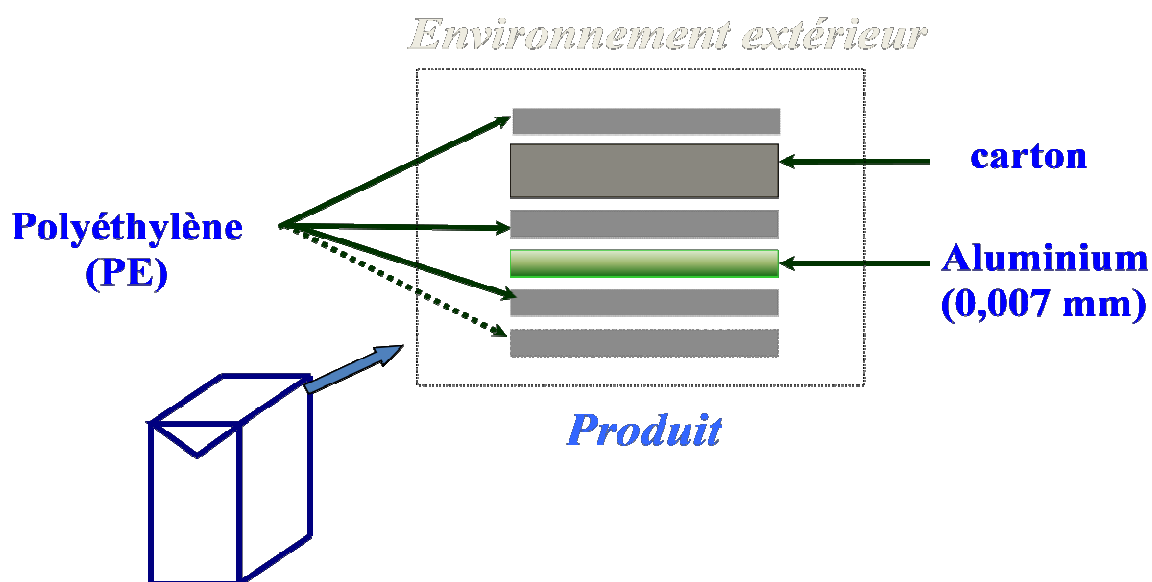 Environnement extérieur
carton
Polyéthylène
(PE)
Aluminium
(0,007 mm)
Produit